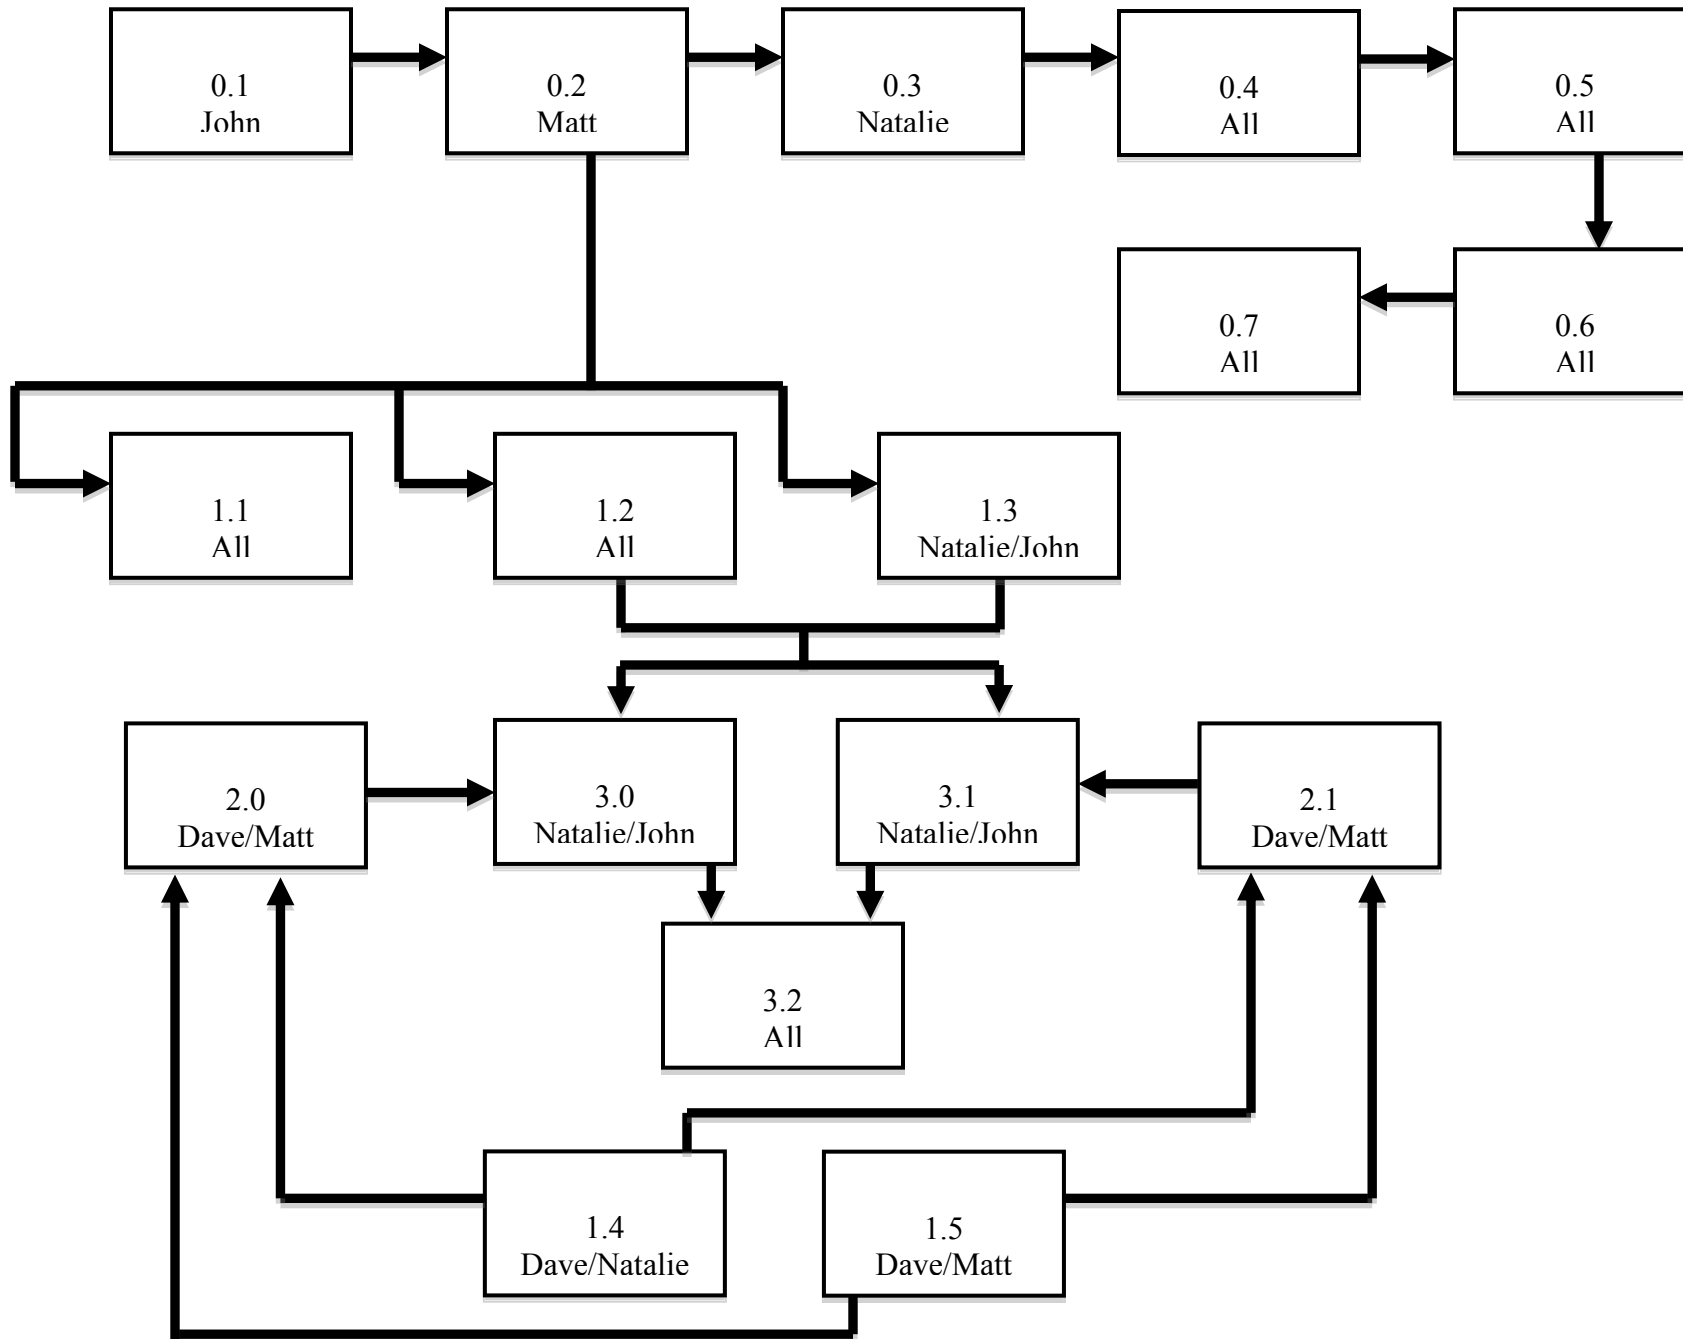 0.1
John
0.2
Matt
0.3
Natalie
0.4
All
0.5
All
0.7
All
0.6
All
1.1
All
1.2
All
1.3
Natalie/John
2.0
Dave/Matt
3.0
Natalie/John
3.1
Natalie/John
2.1
Dave/Matt
3.2
All
1.4
Dave/Natalie
1.5
Dave/Matt